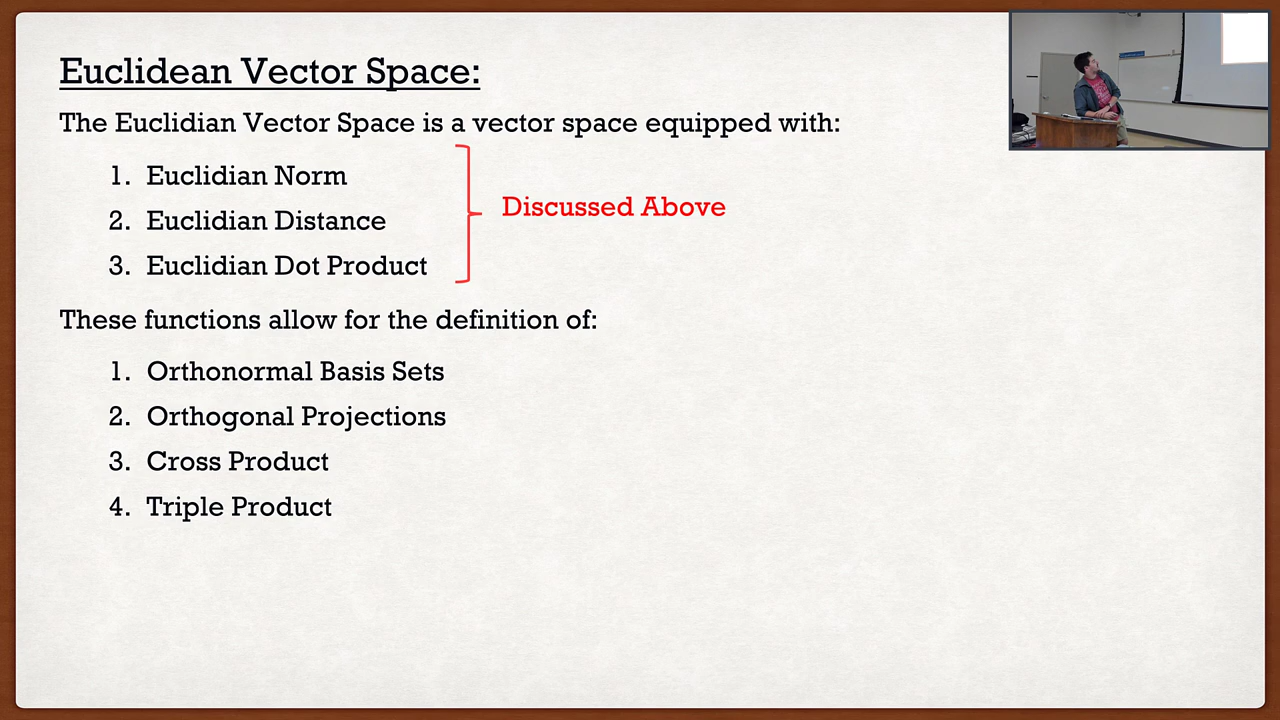 Euclidean Vector Space:
The Euclidian Vector Space is a vector space equipped with:
1. Euclidian Norm
2. Euclidian Distance
3. Euclidian Dot Product
Discussed Above
These functions allow for the definition of:
1. Orthonormal Basis Sets
2. Orthogonal Projections
3. Cross Product
4. Triple Product